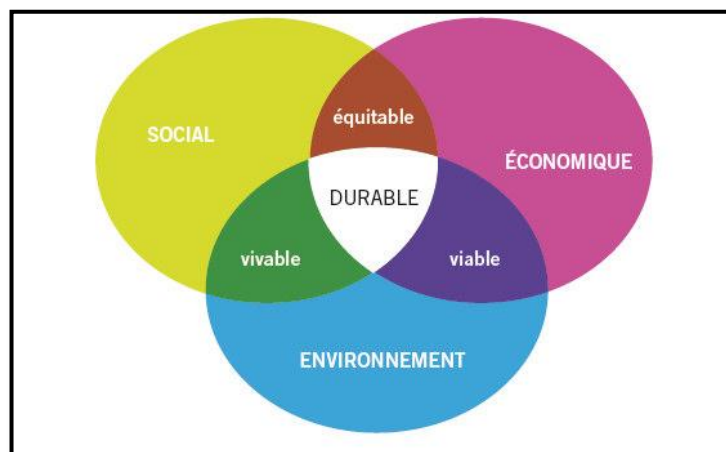 équitable
SOCIAL
ÉCONOMIQUE
DURABLE
vivable
viable
ENVIRONNEMENT